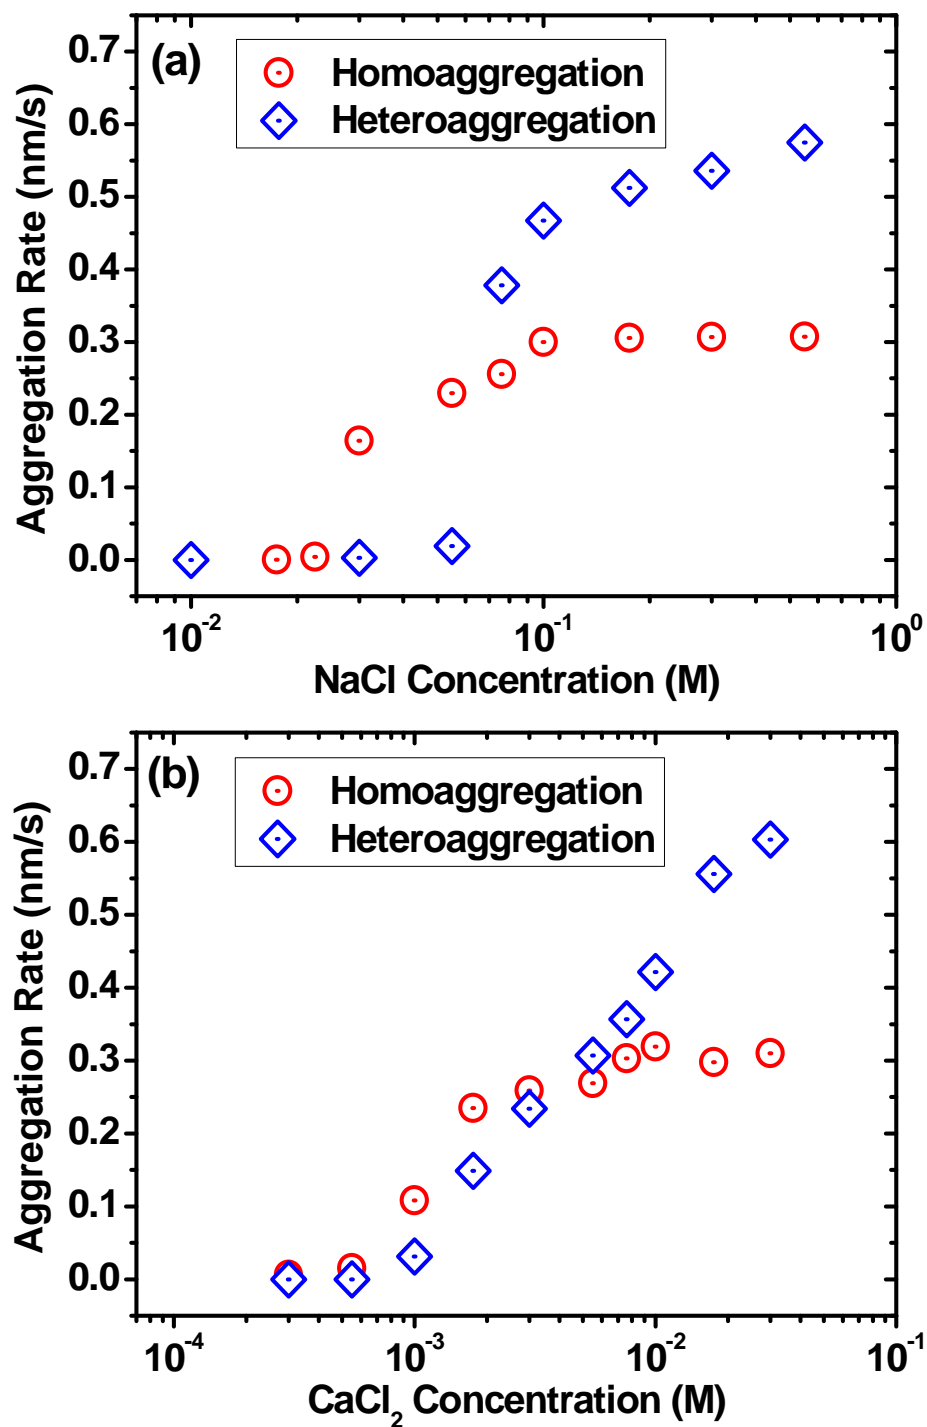 (a)
Homoaggregation
Heteroaggregation
Aggregation Rate (nm/s)
0.7
0.6
0.5
0.4
0.3
0.2
0.1
0.0
10⁻² 10⁻¹ 10⁰
NaCl Concentration (M)
(b)
Homoaggregation
Heteroaggregation
Aggregation Rate (nm/s)
0.7
0.6
0.5
0.4
0.3
0.2
0.1
0.0
10⁻⁴ 10⁻³ 10⁻² 10⁻¹
CaCl₂ Concentration (M)